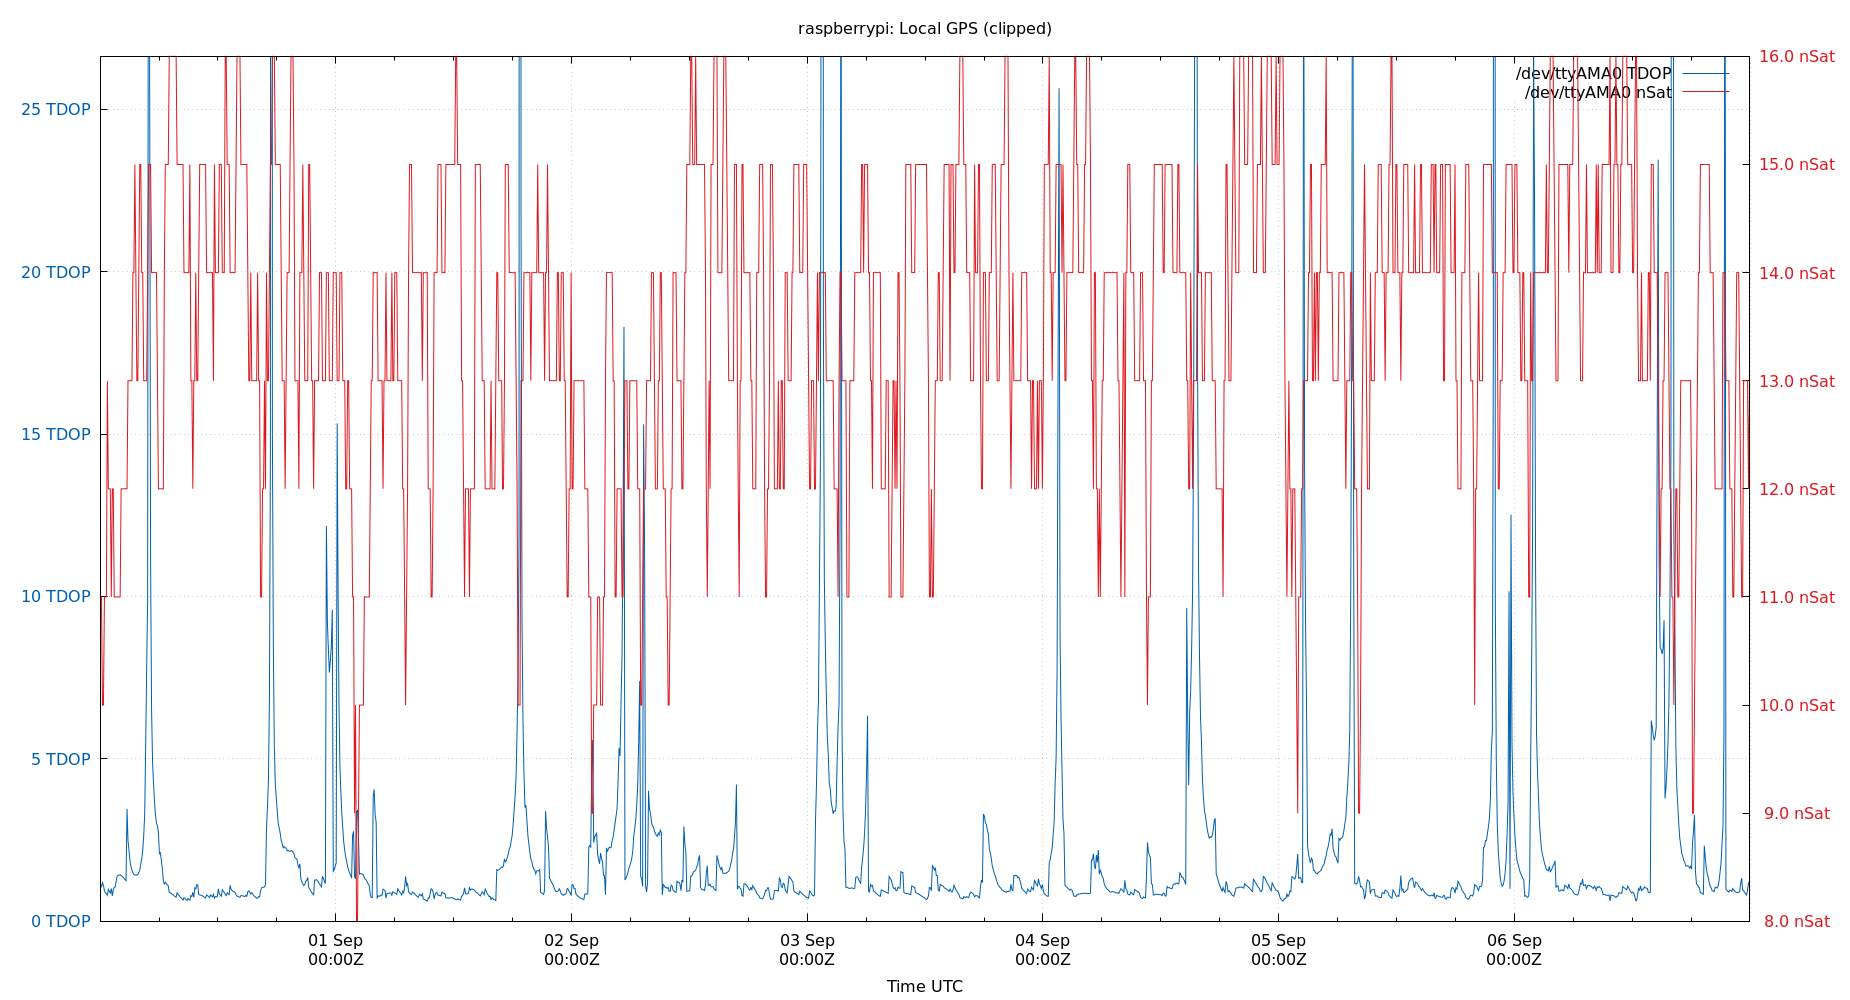 raspberrypi: Local GPS (clipped)
/dev/ttyAMA0 TDOP
/dev/ttyAMA0 nSat
25 TDOP
20 TDOP
15 TDOP
10 TDOP
5 TDOP
0 TDOP
16.0 nSat
15.0 nSat
14.0 nSat
13.0 nSat
12.0 nSat
11.0 nSat
10.0 nSat
9.0 nSat
8.0 nSat
01 Sep
00:00Z
02 Sep
00:00Z
03 Sep
00:00Z
04 Sep
00:00Z
05 Sep
00:00Z
06 Sep
00:00Z
Time UTC